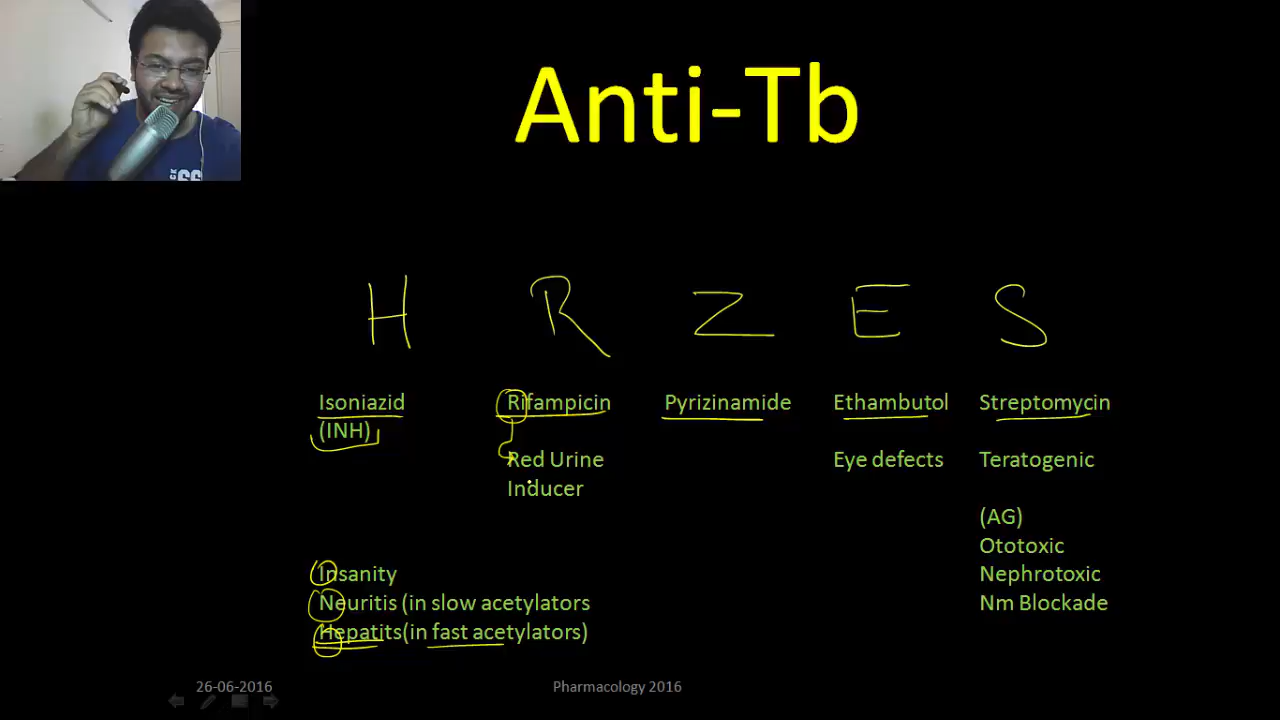 Anti-Tb
H R Z E S
Isoniazid Rifampicin Pyrizinamide Ethambutol Streptomycin
(INH)
Red Urine Eye defects Teratogenic
Inducer
(AG)
Ototoxic
Insanity Nephrotoxic
Neuritis (in slow acetylators Nm Blockade
Hepatits(in fast acetylators)
26-06-2016 Pharmacology 2016